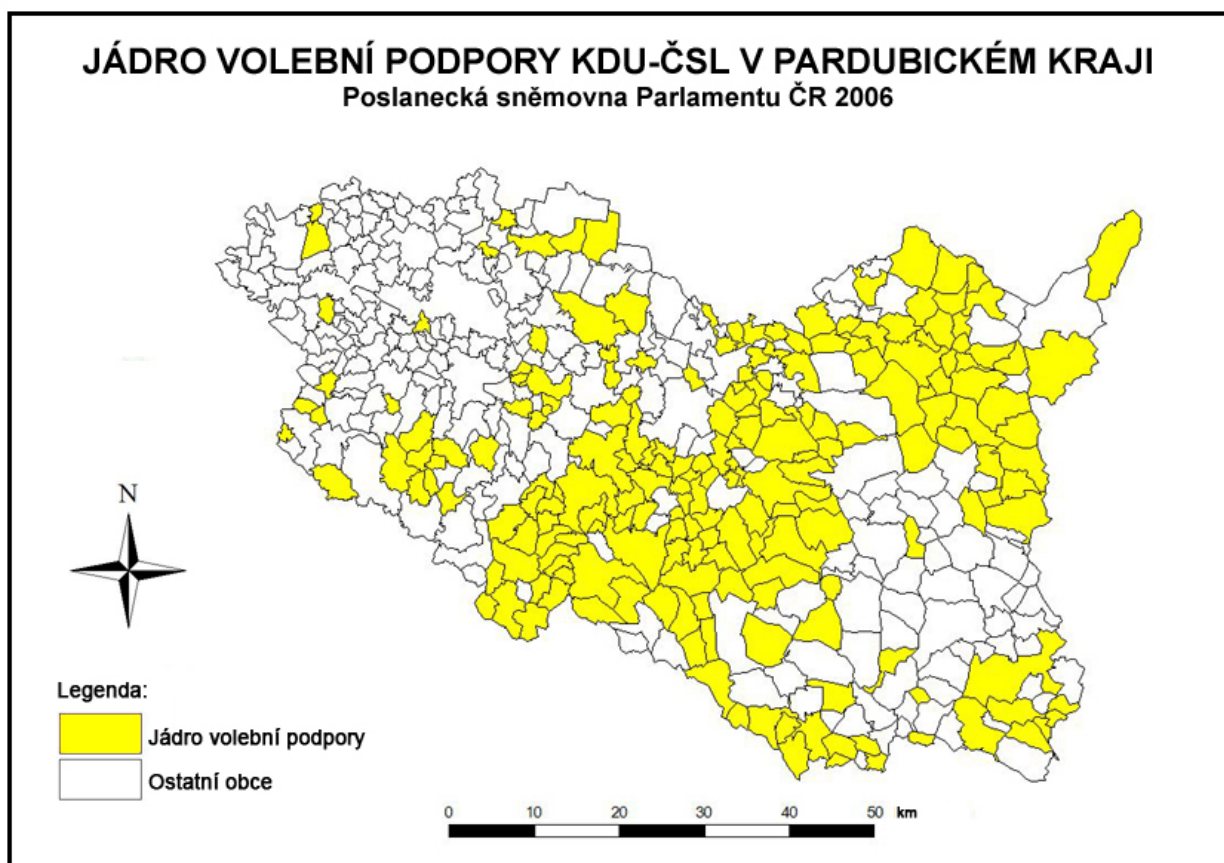 JÁDRO VOLEBNÍ PODPORY KDU-ČSL V PARDUBICKÉM KRAJI
Poslanecká sněmovna Parlamentu ČR 2006
N
Legenda:
Jádro volební podpory
Ostatní obce
0 10 20 30 40 50 km